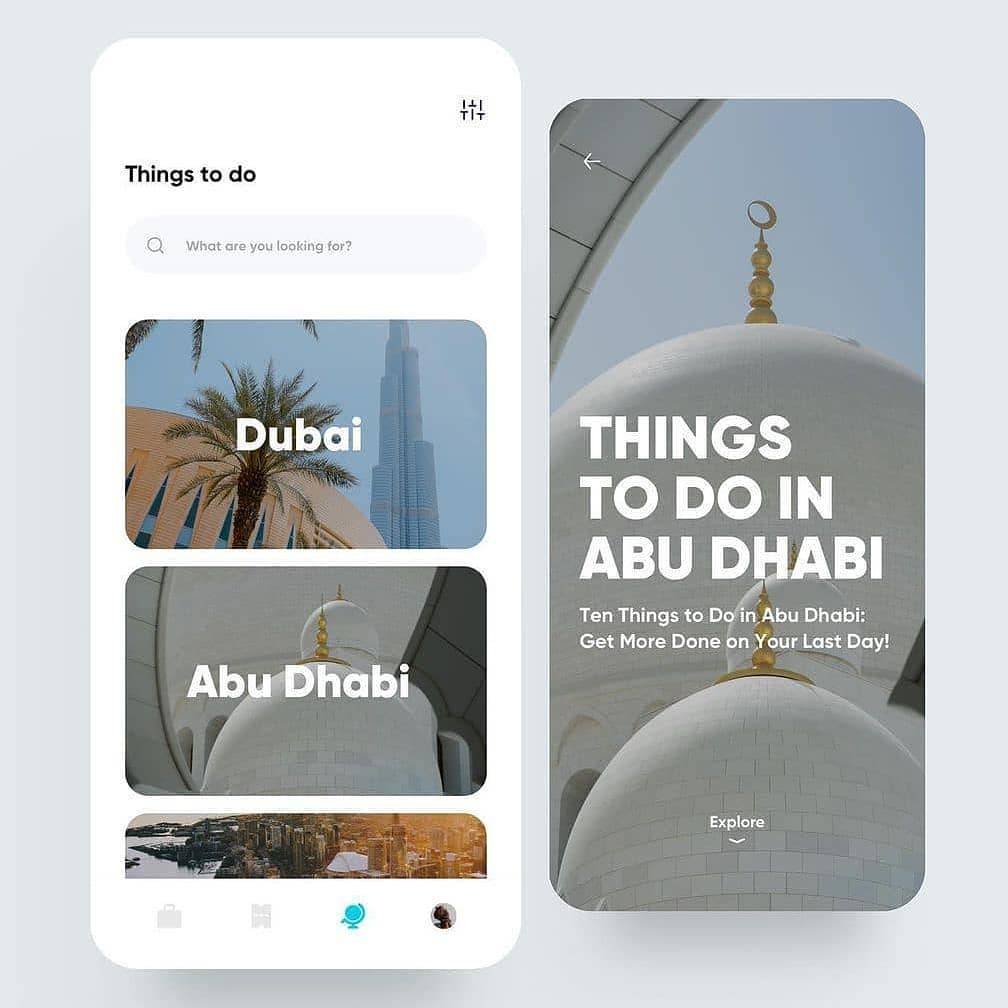 Things to do
What are you looking for?
Dubai
Abu Dhabi
THINGS
TO DO IN
ABU DHABI
Ten Things to Do in Abu Dhabi:
Get More Done on Your Last Day!
Explore